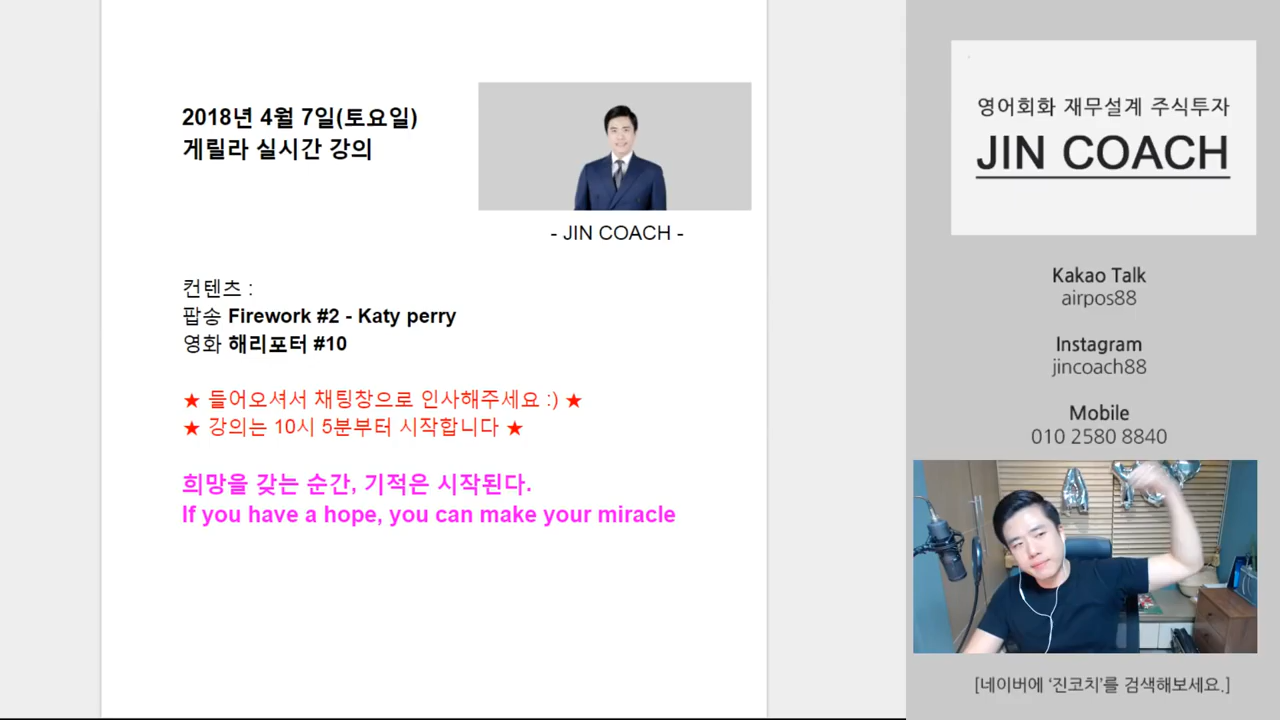 2018년 4월 7일(토요일)
게릴라 실시간 강의
- JIN COACH -
컨텐츠 :
팝송 Firework #2 - Katy perry
영화 해리포터 #10
★ 들어오셔서 채팅창으로 인사해주세요 :) ★
★ 강의는 10시 5분부터 시작합니다 ★
희망을 갖는 순간, 기적은 시작된다.
If you have a hope, you can make your miracle
영어회화 재무설계 주식투자
JIN COACH
Kakao Talk
airpos88
Instagram
jincoach88
Mobile
010 2580 8840
[네이버에 '진코치'를 검색해보세요.]